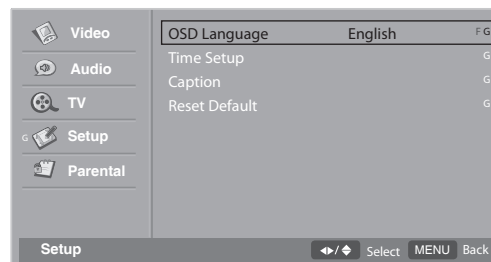 Video
Audio
TV
G Setup
Parental
OSD Language English F G
Time Setup G
Caption G
Reset Default G
Setup Select MENU Back